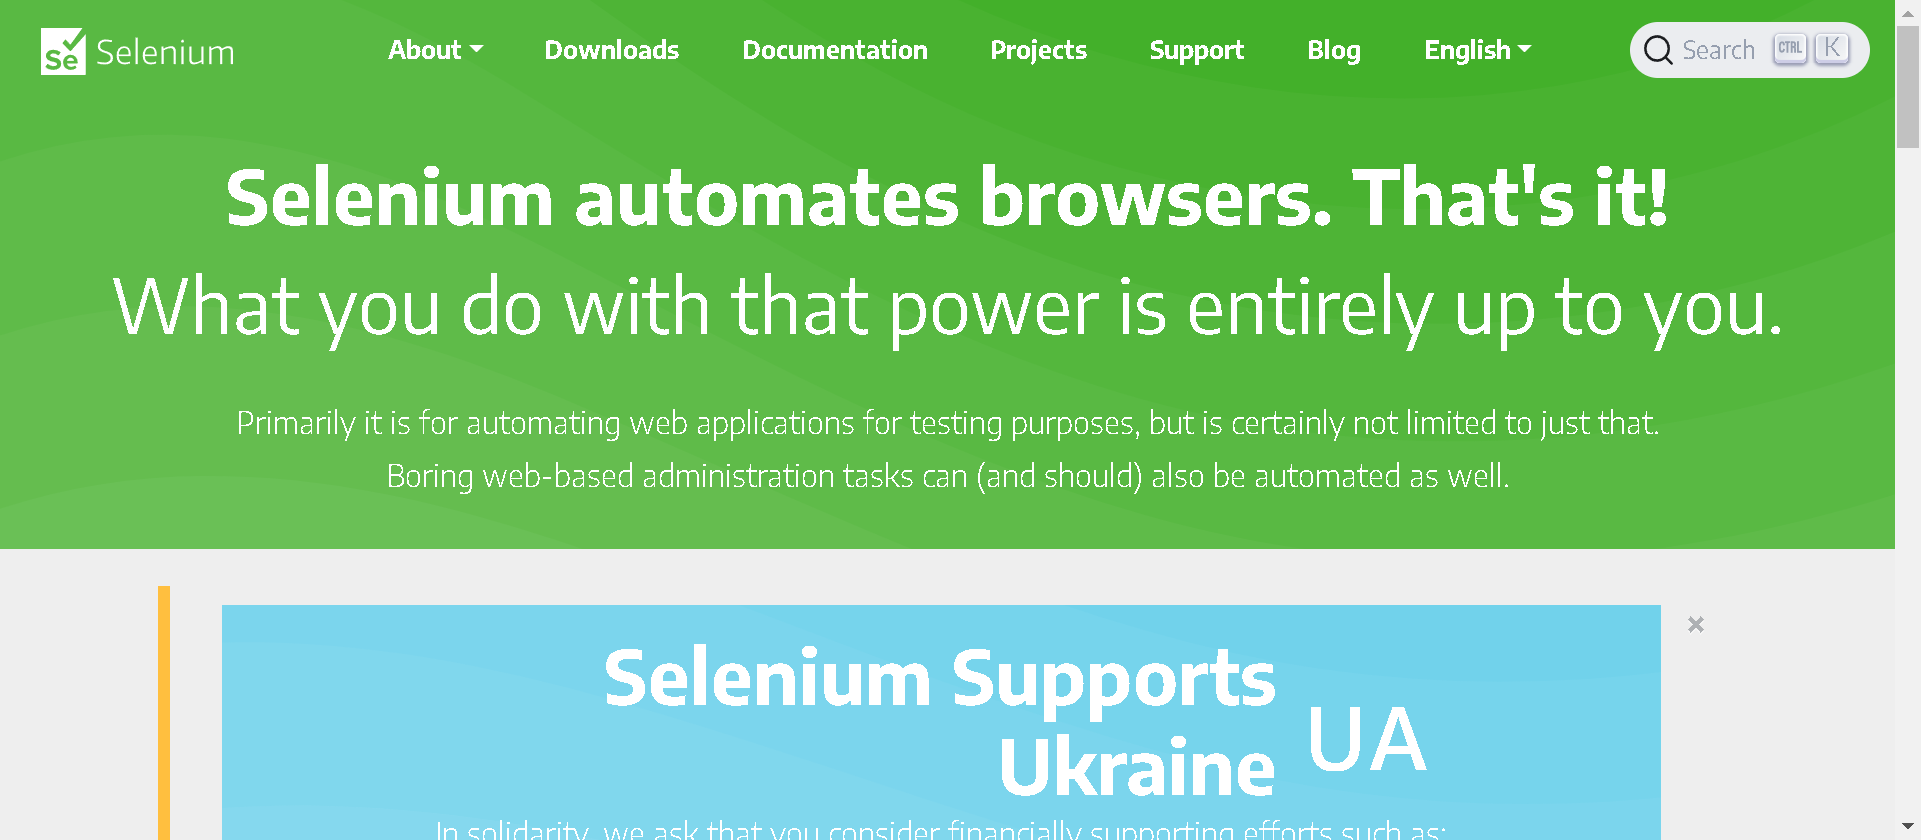 Selenium
About
Downloads
Documentation
Projects
Support
Blog
English
Search
CTRL
K
Selenium automates browsers. That's it!
What you do with that power is entirely up to you.
Primarily it is for automating web applications for testing purposes, but is certainly not limited to just that.
Boring web-based administration tasks can (and should) also be automated as well.
Selenium Supports
Ukraine
UA
In solidarity, we ask that you consider financially supporting efforts such as: